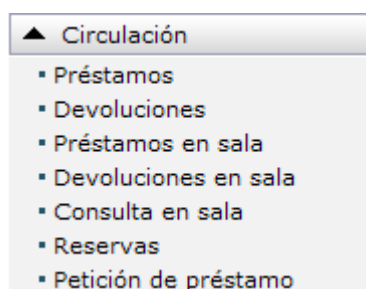 Circulación
Préstamos
Devoluciones
Préstamos en sala
Devoluciones en sala
Consulta en sala
Reservas
Petición de préstamo